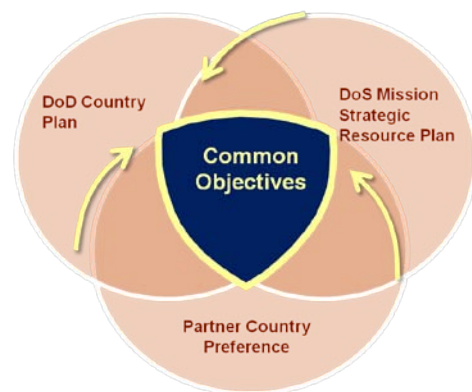 DoD Country
Plan
DoS Mission
Strategic
Resource Plan
Common
Objectives
Partner Country
Preference